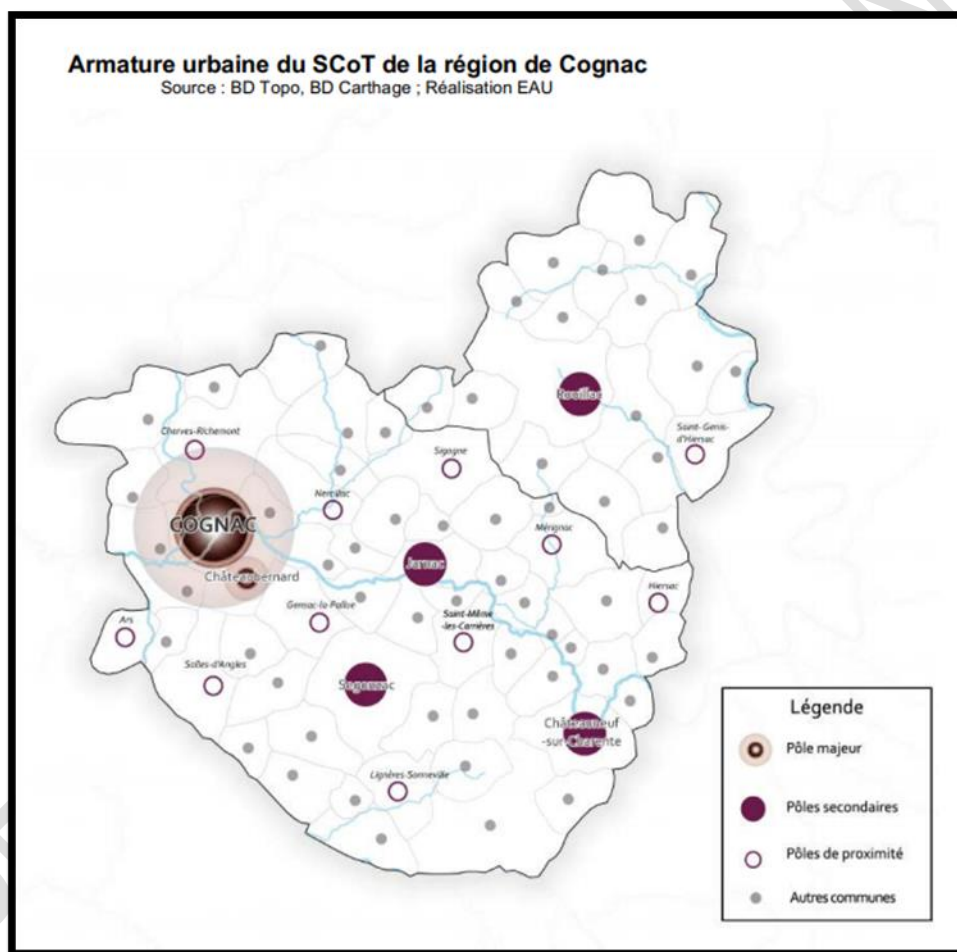 Armature urbaine du SCoT de la région de Cognac
Source : BD Topo, BD Carthage ; Réalisation EAU
Rouillac
Cherves-Richemont
Saint-Genis-
d'Hiersac
Sigogne
Nercillac
COGNAC
Mérignac
Jarnac
Châteaubernard
Hiersac
Gensac-la-Pallue
Saint-Même
-les-Carrières
Ars
Salles-d'Angles
Segonzac
Châteauneuf
-sur-Charente
Lignères-Sonneville
Légende
Pôle majeur
Pôles secondaires
Pôles de proximité
Autres communes